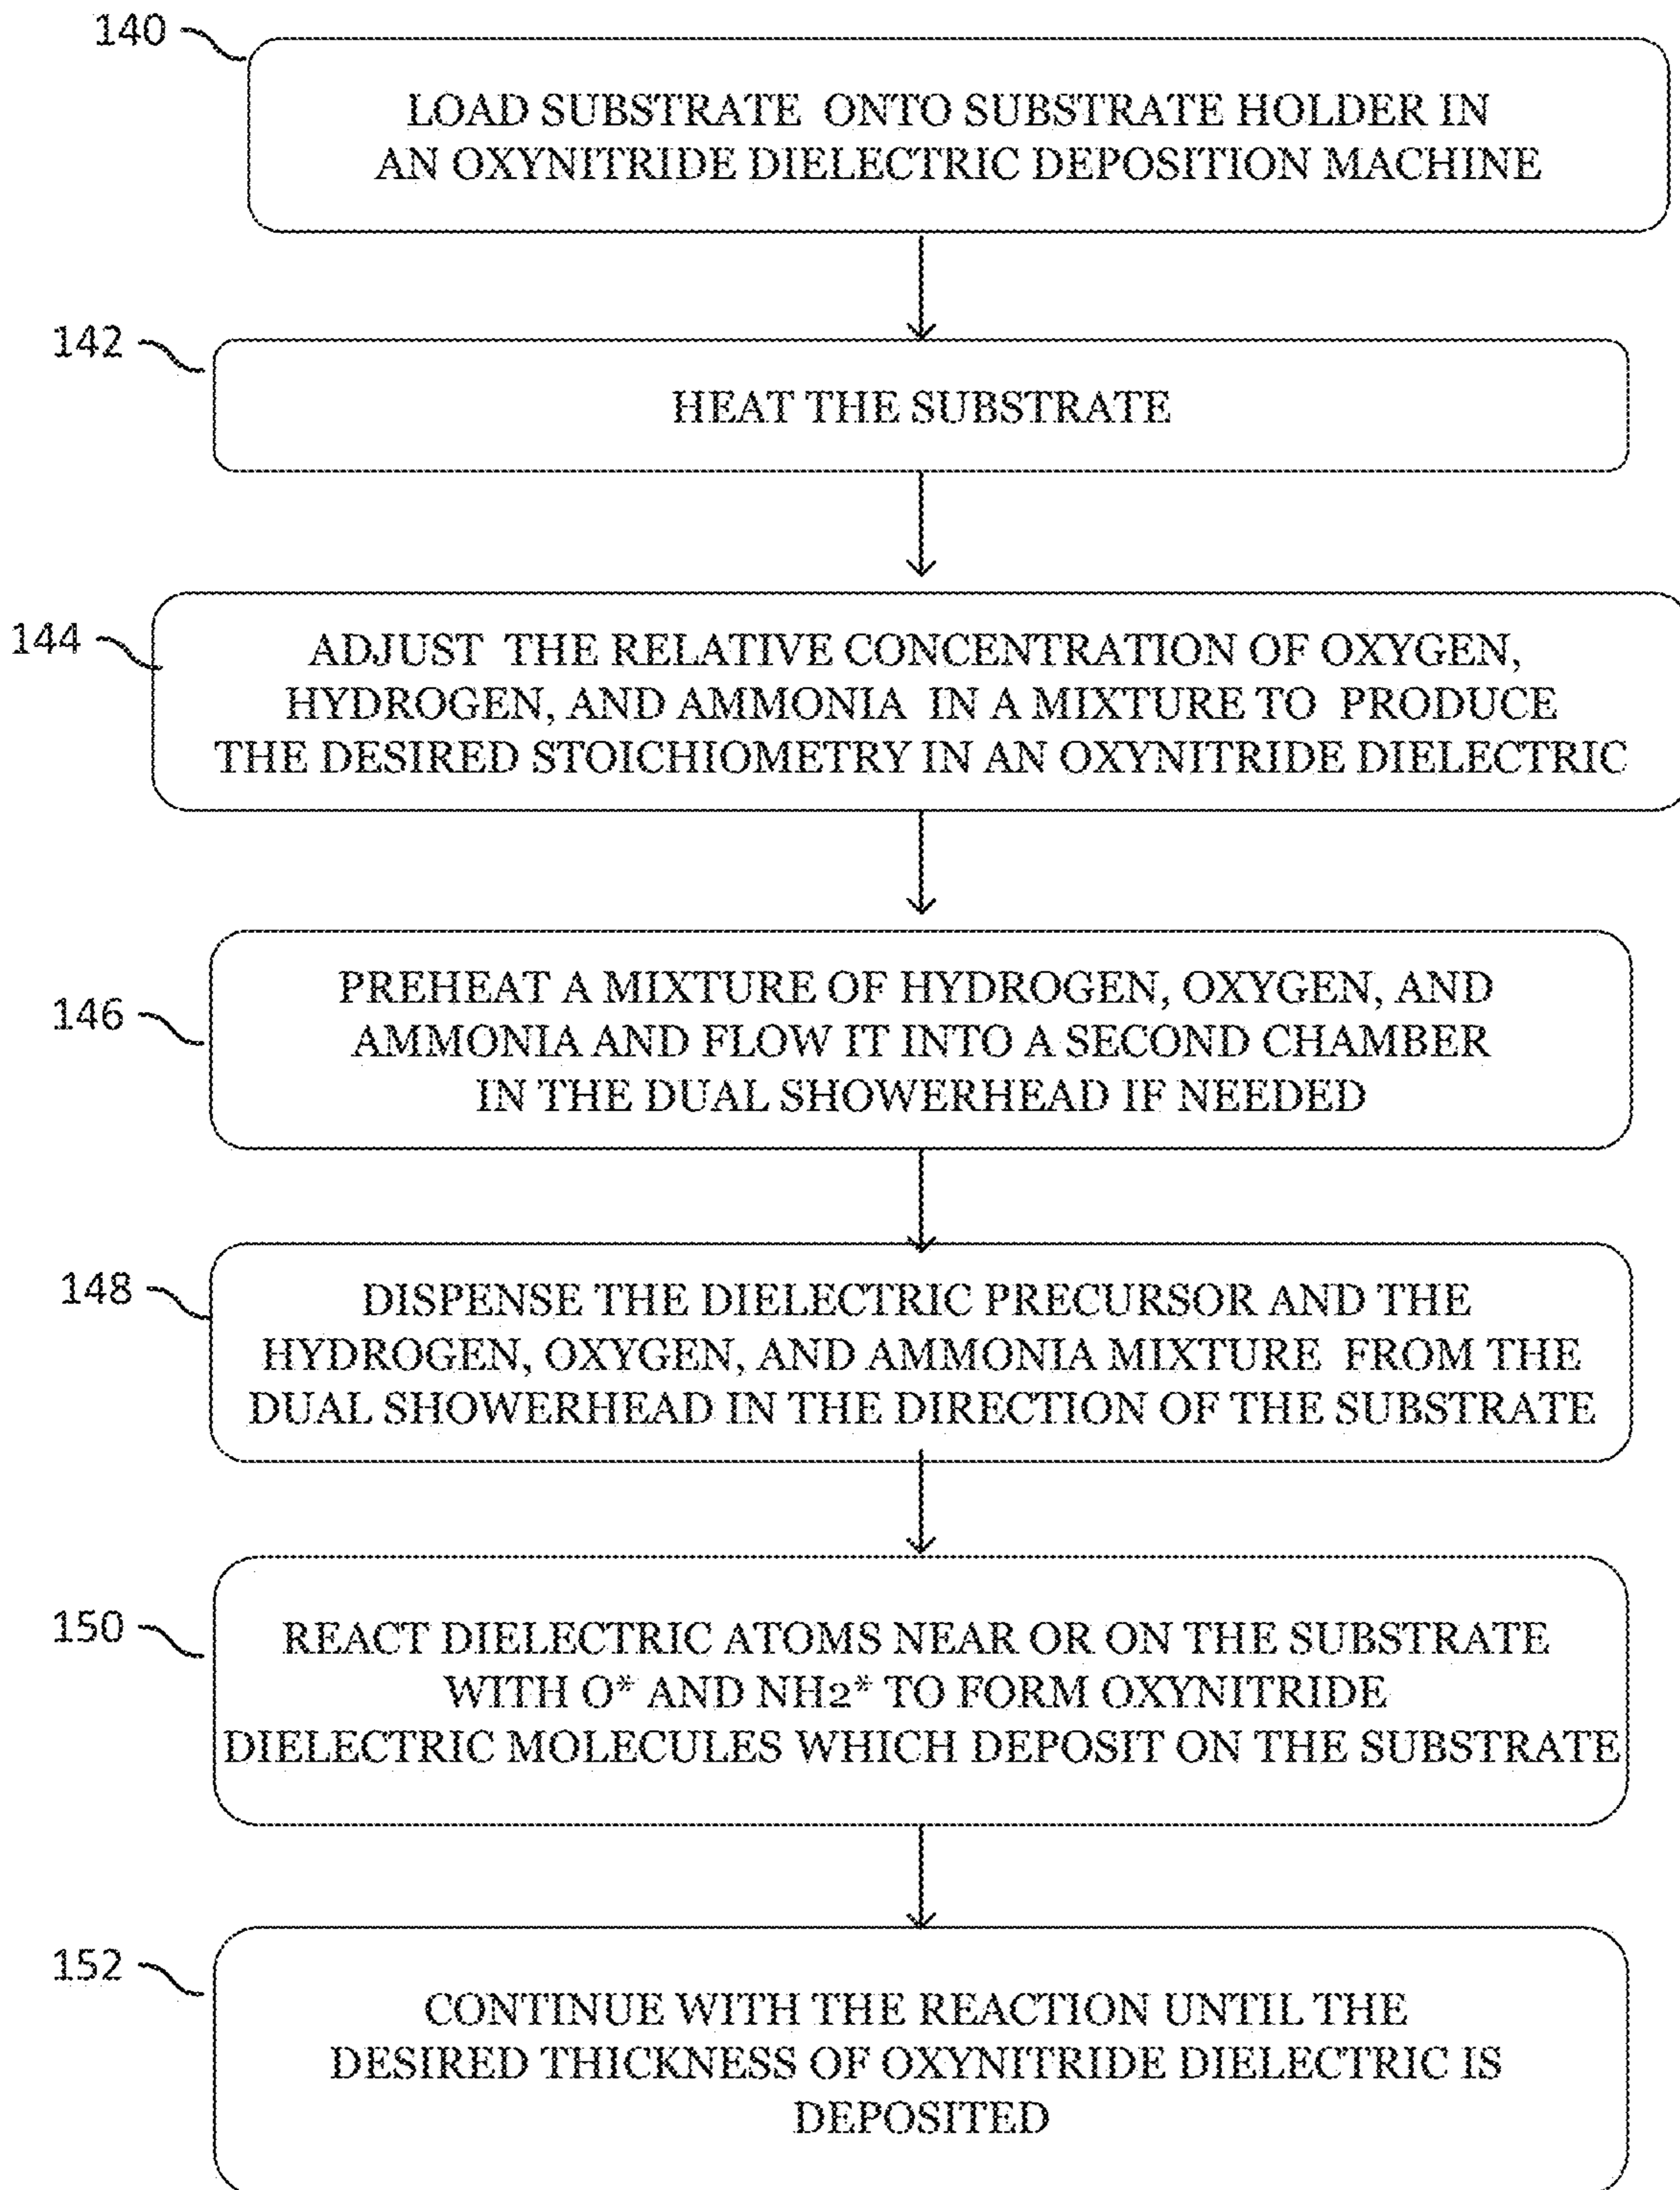 140
LOAD SUBSTRATE ONTO SUBSTRATE HOLDER IN
AN OXYNITRIDE DIELECTRIC DEPOSITION MACHINE
142
HEAT THE SUBSTRATE
144
ADJUST THE RELATIVE CONCENTRATION OF OXYGEN,
HYDROGEN, AND AMMONIA IN A MIXTURE TO PRODUCE
THE DESIRED STOICHIOMETRY IN AN OXYNITRIDE DIELECTRIC
146
PREHEAT A MIXTURE OF HYDROGEN, OXYGEN, AND
AMMONIA AND FLOW IT INTO A SECOND CHAMBER
IN THE DUAL SHOWERHEAD IF NEEDED
148
DISPENSE THE DIELECTRIC PRECURSOR AND THE
HYDROGEN, OXYGEN, AND AMMONIA MIXTURE FROM THE
DUAL SHOWERHEAD IN THE DIRECTION OF THE SUBSTRATE
150
REACT DIELECTRIC ATOMS NEAR OR ON THE SUBSTRATE
WITH O* AND NH2* TO FORM OXYNITRIDE
DIELECTRIC MOLECULES WHICH DEPOSIT ON THE SUBSTRATE
152
CONTINUE WITH THE REACTION UNTIL THE
DESIRED THICKNESS OF OXYNITRIDE DIELECTRIC IS
DEPOSITED